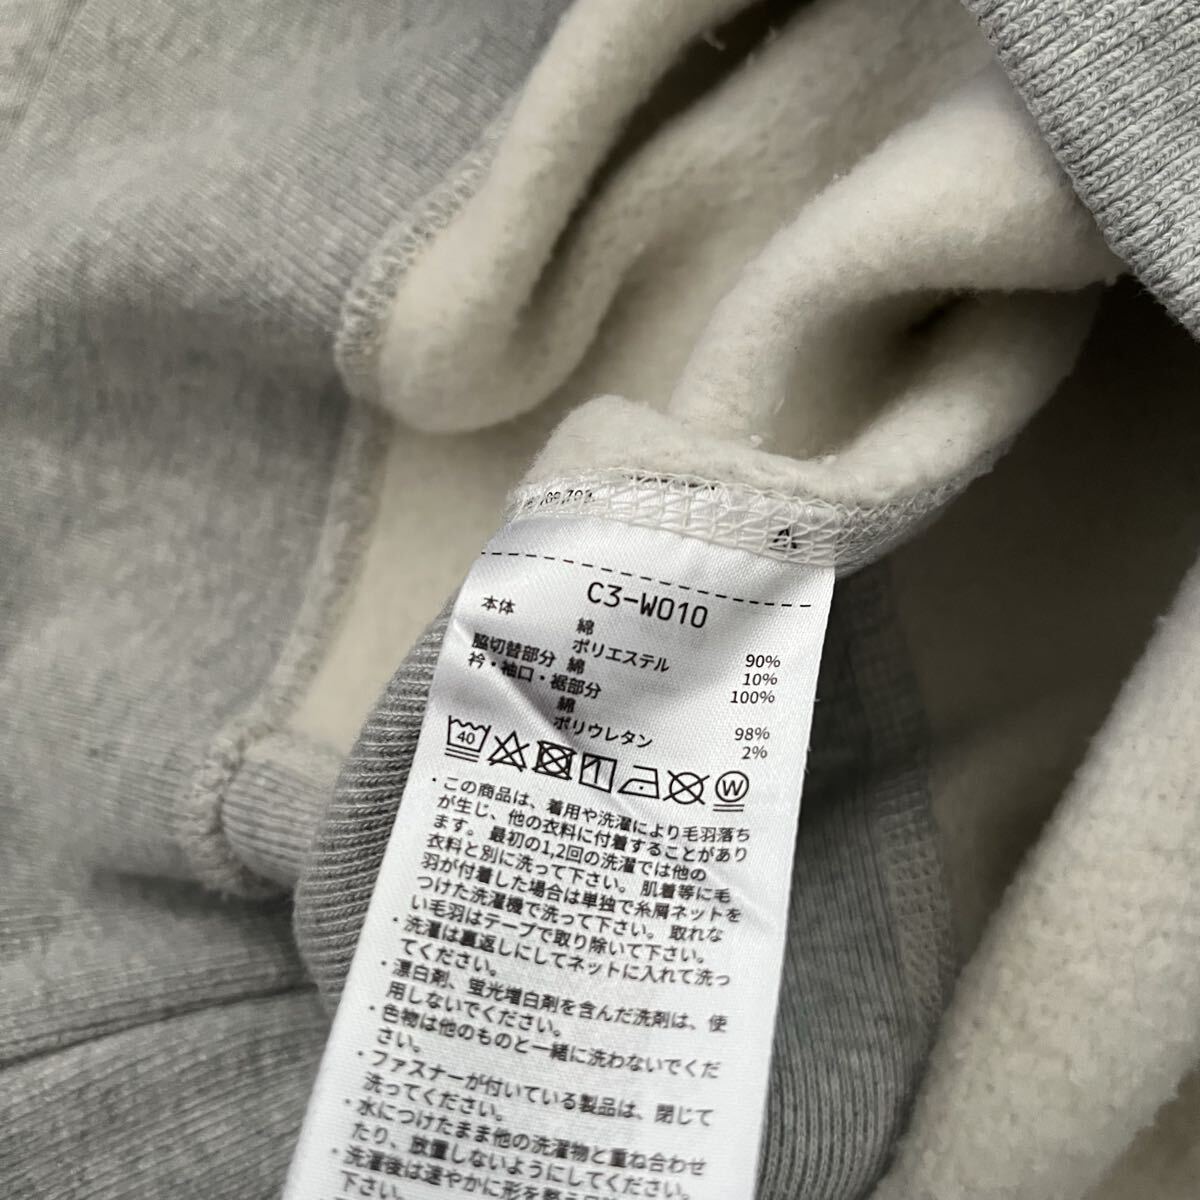 C3-W010
本体 綿 90%
ポリエステル 10%
脇切替部分 綿 100%
衿・袖口・裾部分
綿 98%
ポリウレタン 2%
40 W
・この商品は、着用や洗濯により毛羽落ち
が生じ、他の衣料に付着することがあり
ます。最初の1,2回の洗濯では他の
衣料と別に洗って下さい。肌着等に毛
羽が付着した場合は単独で糸屑ネットを
つけた洗濯機で洗って下さい。取れな
い毛羽はテープで取り除いて下さい。
・洗濯は裏返しにしてネットに入れて洗っ
てください。
・漂白剤、蛍光増白剤を含んだ洗剤は、使
用しないでください。
・色物は他のものと一緒に洗わないでくだ
さい。
・ファスナーが付いている製品は、閉じて
洗ってください。
・水につけたまま他の洗濯物と重ね合わせ
たり、放置しないようにしてください。
・洗濯後は速やかに形を整え
下さい。